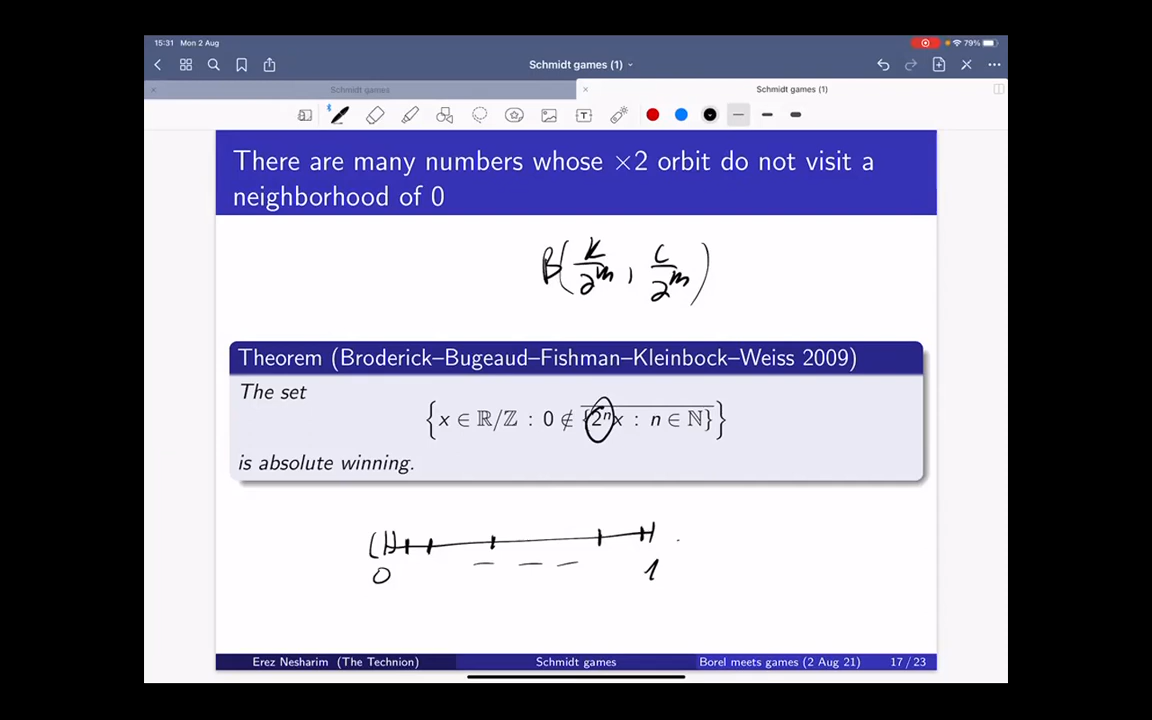 15:31 Mon 2 Aug
79%
Schmidt games (1)
Schmidt games
Schmidt games (1)
There are many numbers whose ×2 orbit do not visit a
neighborhood of 0
B(k/2^m, c/2^m)
Theorem (Broderick–Bugeaud–Fishman–Kleinbock–Weiss 2009)
The set
{x ∈ ℝ/ℤ : 0 ∉ \overline{{2ⁿx : n ∈ ℕ}}}
is absolute winning.
0 1
Erez Nesharim (The Technion) Schmidt games Borel meets games (2 Aug 21) 17 / 23